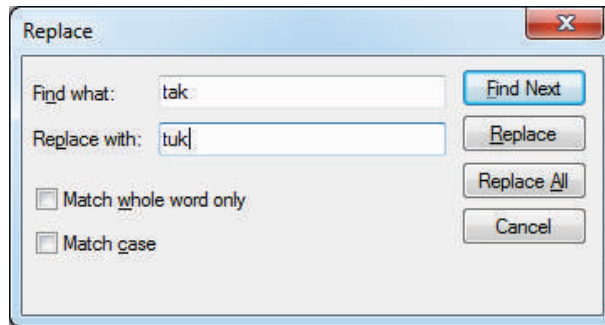 Replace
Find what: tak
Find Next
Replace with: tuk
Replace
Match whole word only
Replace All
Match case
Cancel